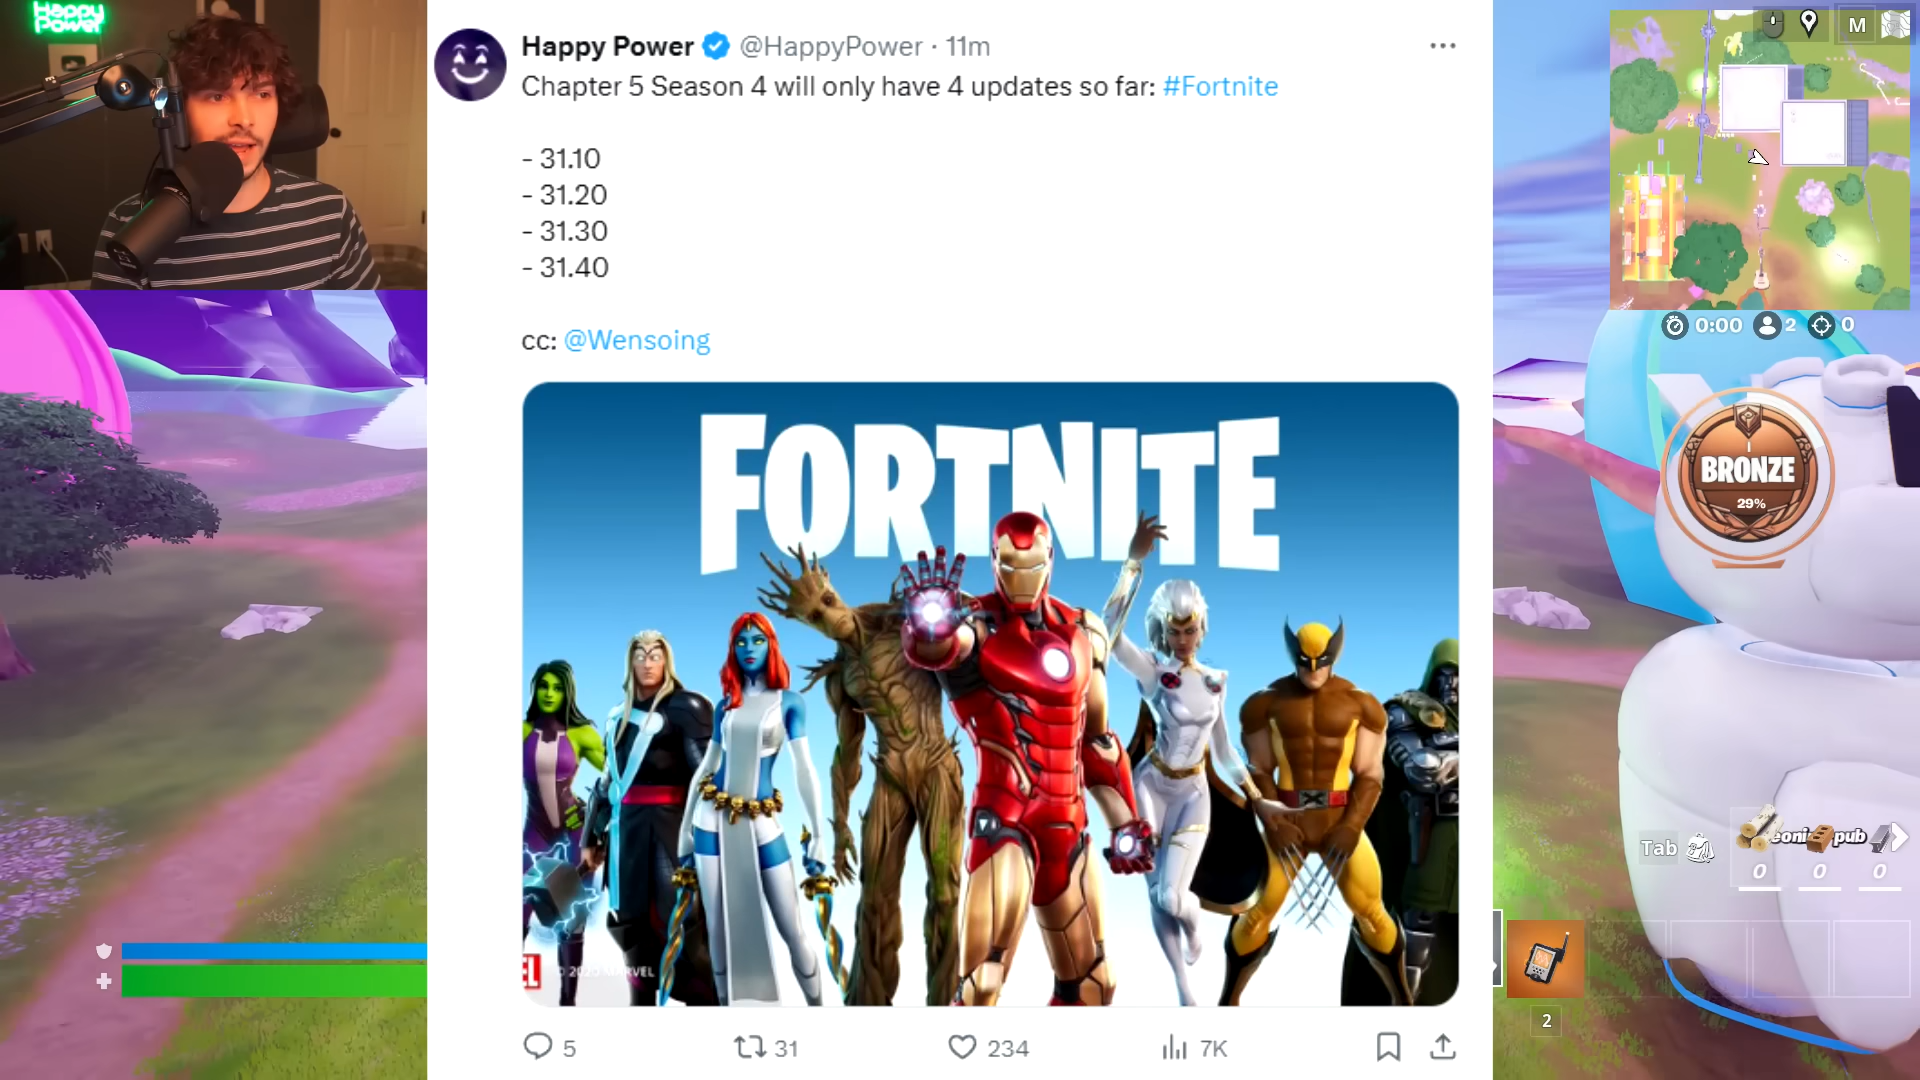 Happy
Power
Happy Power @HappyPower · 11m
Chapter 5 Season 4 will only have 4 updates so far: #Fortnite
- 31.10
- 31.20
- 31.30
- 31.40
cc: @Wensoing
FORTNITE
© 2020 MARVEL
5
31
234
7K
M
0:00
2
0
BRONZE
29%
Tab
0
0
0
2